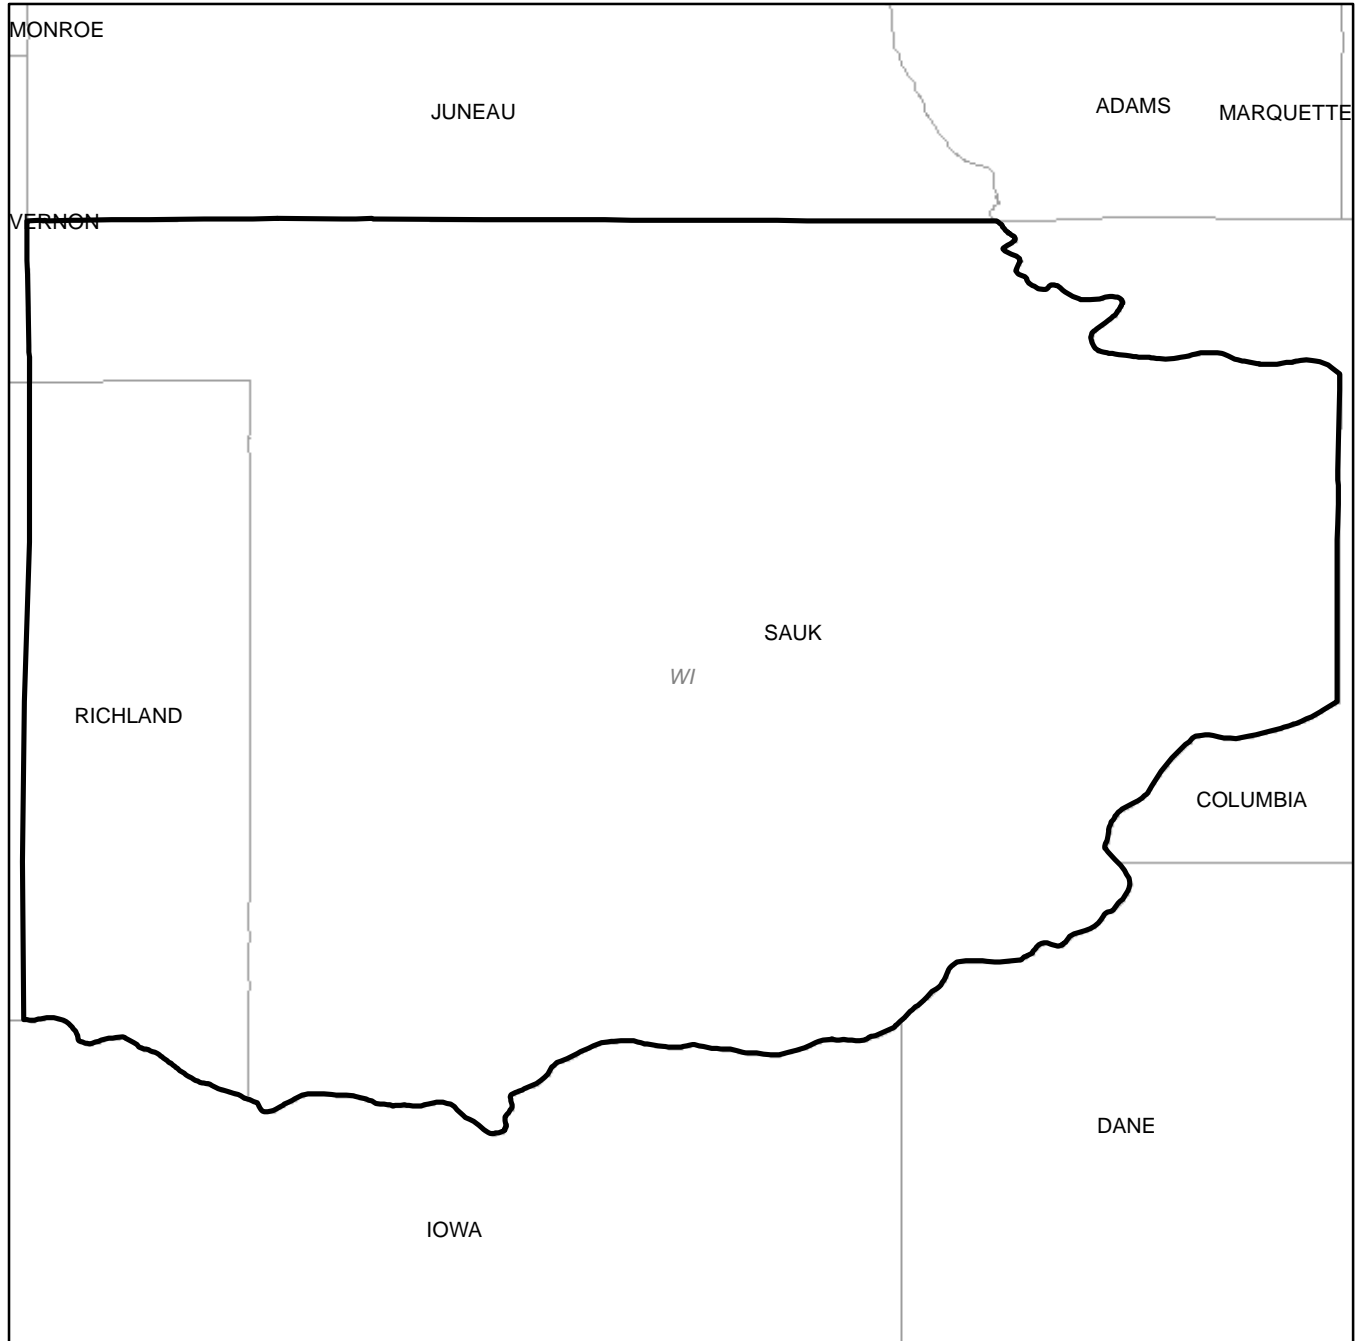 MONROE
JUNEAU
ADAMS
MARQUETTE
VERNON
SAUK
WI
RICHLAND
COLUMBIA
DANE
IOWA